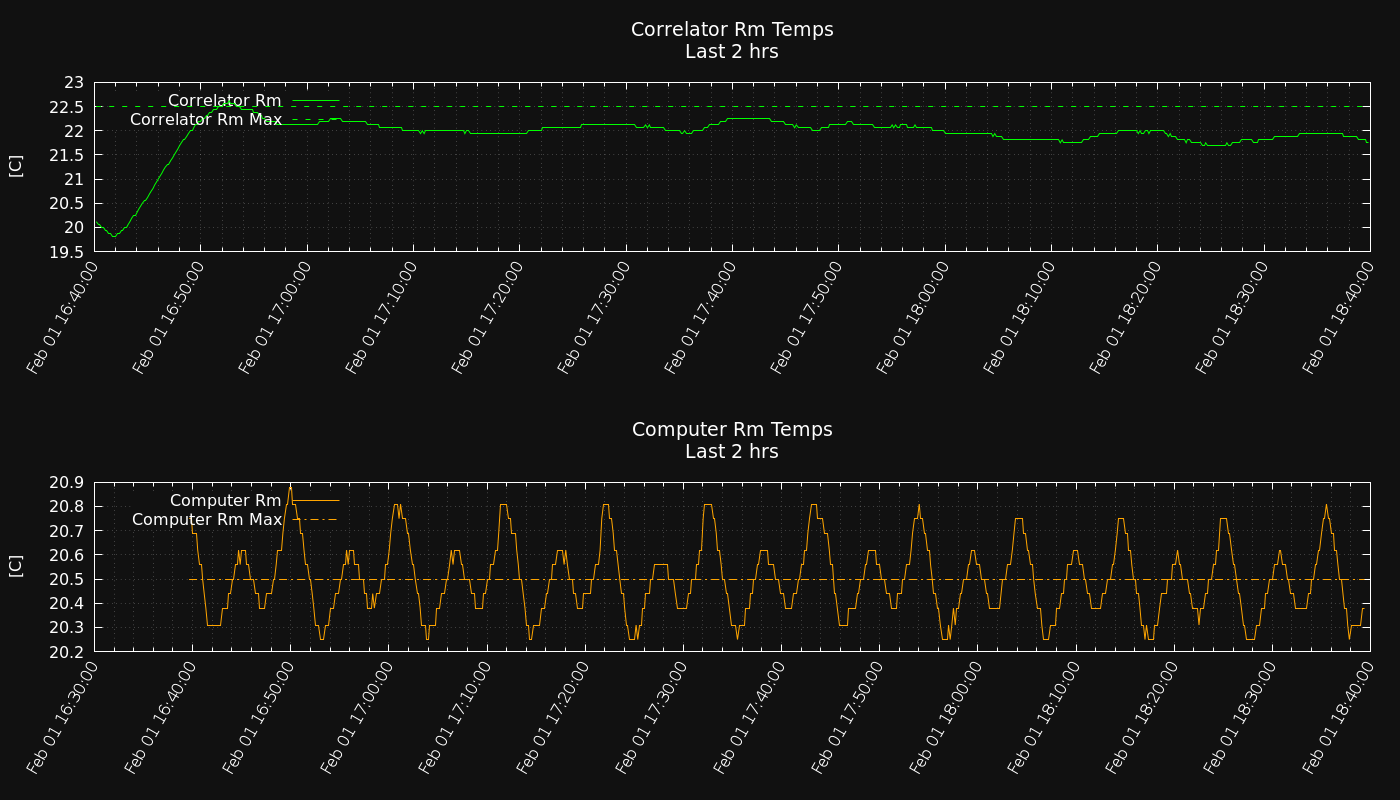 Correlator Rm Temps
Last 2 hrs
[C]
23
22.5
22
21.5
21
20.5
20
19.5
Correlator Rm
Correlator Rm Max
Feb 01 16:40:00
Feb 01 16:50:00
Feb 01 17:00:00
Feb 01 17:10:00
Feb 01 17:20:00
Feb 01 17:30:00
Feb 01 17:40:00
Feb 01 17:50:00
Feb 01 18:00:00
Feb 01 18:10:00
Feb 01 18:20:00
Feb 01 18:30:00
Feb 01 18:40:00
Computer Rm Temps
Last 2 hrs
[C]
20.9
20.8
20.7
20.6
20.5
20.4
20.3
20.2
Computer Rm
Computer Rm Max
Feb 01 16:30:00
Feb 01 16:40:00
Feb 01 16:50:00
Feb 01 17:00:00
Feb 01 17:10:00
Feb 01 17:20:00
Feb 01 17:30:00
Feb 01 17:40:00
Feb 01 17:50:00
Feb 01 18:00:00
Feb 01 18:10:00
Feb 01 18:20:00
Feb 01 18:30:00
Feb 01 18:40:00